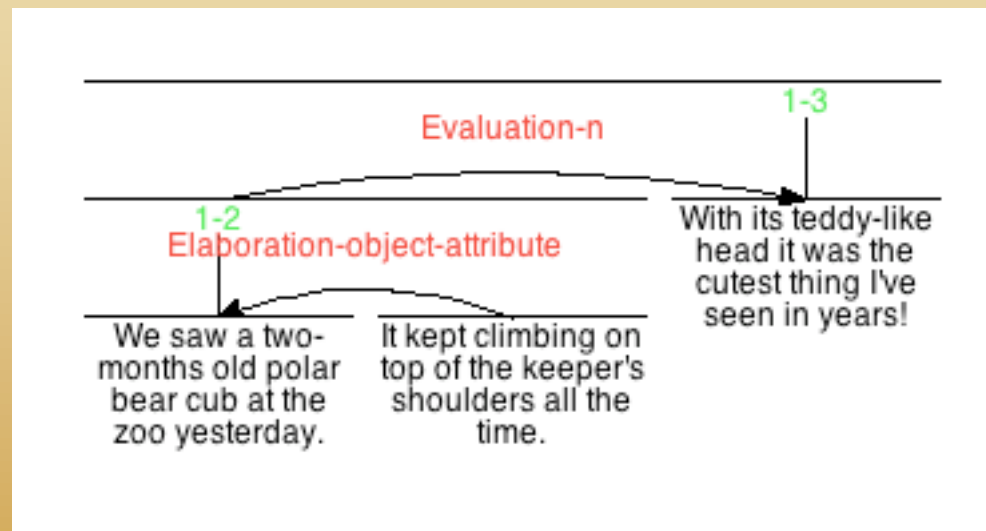 1-3
Evaluation-n
1-2
Elaboration-object-attribute
With its teddy-like
head it was the
cutest thing I've
seen in years!
We saw a two-
months old polar
bear cub at the
zoo yesterday.
It kept climbing on
top of the keeper's
shoulders all the
time.